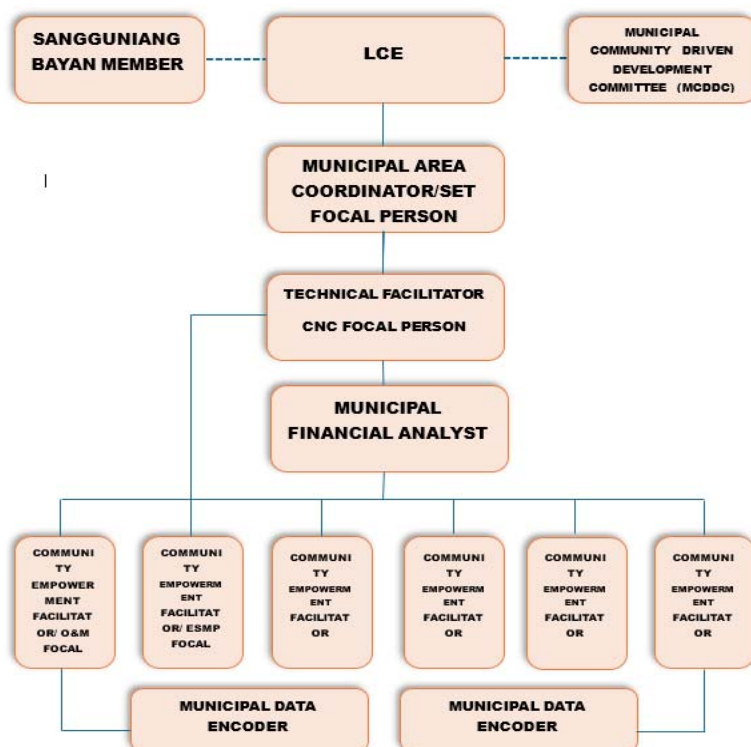 SANGGUNIANG
BAYAN MEMBER
LCE
MUNICIPAL
COMMUNITY DRIVEN
DEVELOPMENT
COMMITTEE (MCDDC)
MUNICIPAL AREA
COORDINATOR/SET
FOCAL PERSON
TECHNICAL FACILITATOR
CNC FOCAL PERSON
MUNICIPAL
FINANCIAL ANALYST
COMMUNI
TY
EMPOWER
MENT
FACILITAT
OR/ O&M
FOCAL
COMMUNI
TY
EMPOWERM
ENT
FACILITAT
OR/ ESMP
FOCAL
COMMUNI
TY
EMPOWERM
ENT
FACILITAT
OR
COMMUNI
TY
EMPOWERM
ENT
FACILITAT
OR
COMMUNI
TY
EMPOWERM
ENT
FACILITAT
OR
COMMUNI
TY
EMPOWERM
ENT
FACILITAT
OR
MUNICIPAL DATA
ENCODER
MUNICIPAL DATA
ENCODER